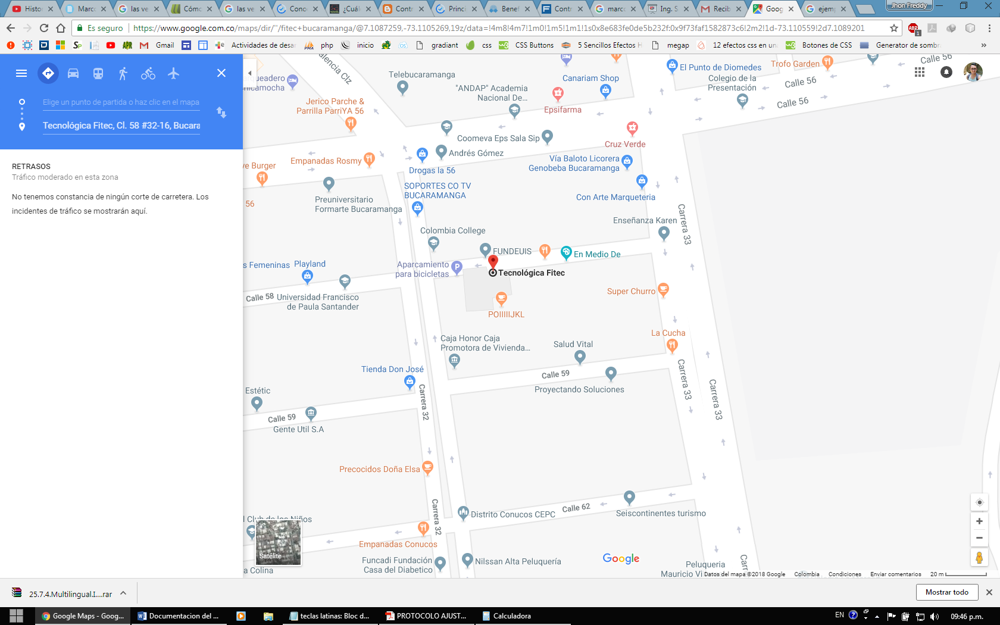 Histo
Marc
las ve
Cómo
las ve
Cono
¿Cuál
Contr
Princi
Benef
Contr
marco
Ing. S
Recib
Goog
ejemp
Jhon Freddy
Es seguro
https://www.google.com.co/maps/dir/''/fitec+bucaramanga/@7.1087259,-73.1105269,19z/data=!4m8!4m7!1m0!1m5!1m1!1s0x8e683fe0de5b232f:0x9f73faf1582873c6!2m2!1d-73.110559!2d7.1089201
Gmail
Actividades de desar
php
inicio
gradiant
css
CSS Buttons
5 Sencillos Efectos H
megap
12 efectos css en un
Botones de CSS
Generator de sombr
Elige un punto de partida o haz clic en el mapa
Tecnológica Fitec, Cl. 58 #32-16, Bucara
RETRASOS
Tráfico moderado en esta zona
No tenemos constancia de ningún corte de carretera. Los
incidentes de tráfico se mostrarán aquí.
alencia Clz
Telebucaramanga
"ANDAP" Academia
Nacional De...
Canariam Shop
El Punto de Diomedes
Trofo Garden
Calle 56
Colegio de la
Presentación
Calle 56
Calle 56
Jerico Parche &
Parrilla ParriYA 56
Epsifarma
Coomeva Eps Sala Sip
Cruz Verde
Andrés Gómez
Empanadas Rosmy
ve Burger
Drogas la 56
Vía Baloto Licorera
Genobeba Bucaramanga
SOPORTES CO TV
BUCARAMANGA
Con Arte Marqueteria
Preuniversitario
Formarte Bucaramanga
56
Enseñanza Karen
Carrera 33
Colombia College
FUNDEUIS
En Medio De
s Femeninas
Playland
Aparcamiento
para bicicletas
Tecnológica Fitec
Calle 58
Universidad Francisco
de Paula Santander
Super Churro
POIIIIIJKL
La Cucha
Caja Honor Caja
Promotora de Vivienda...
Salud Vital
Tienda Don José
Calle 59
Proyectando Soluciones
Carrera 33
Carrera 33
Estétic
Carrera 32
Calle 59
Gente Util S.A
Precocidos Doña Elsa
Carrera 32
Distrito Conucos CEPC
Calle 62
Seiscontinentes turismo
l Club de los Niños
Satélite
Empanadas Conucos
Funcadi Fundación
Casa del Diabetico
Nilssan Alta Peluquería
Google
Peluqueria
Mauricio Vi
Carr
a Colina
Datos del mapa ©2018 Google
Colombia
Condiciones
Enviar comentarios
20 m
25.7.4.Multilingual.I....rar
Mostrar todo
Google Maps - Goog...
Documentacion del ...
teclas latinas: Bloc d...
PROTOCOLO AJUST...
Calculadora
EN
09:46 p.m.